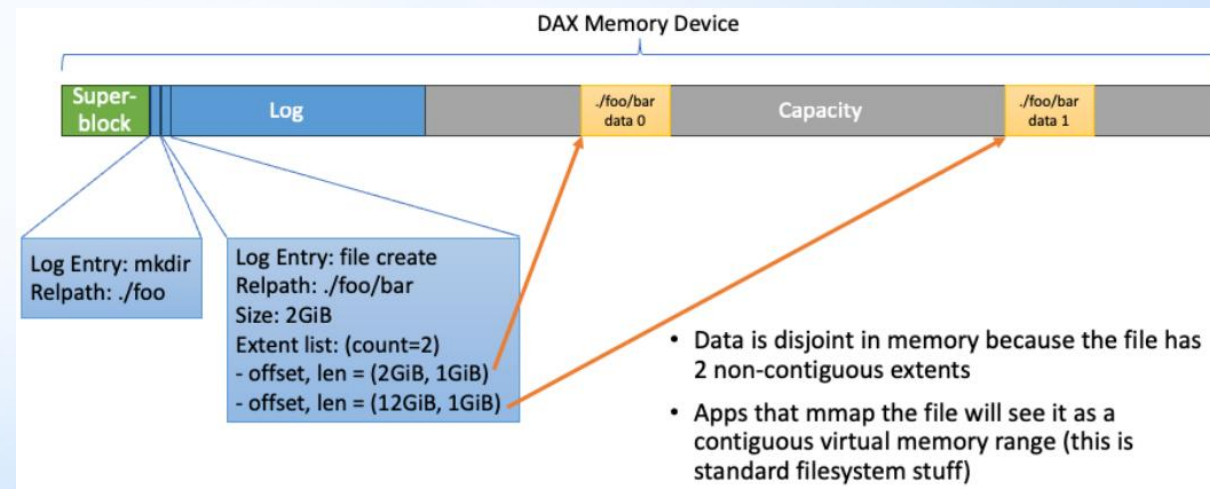 DAX Memory Device
Super-
block
Log
./foo/bar
data 0
Capacity
./foo/bar
data 1
Log Entry: mkdir
Relpath: ./foo
Log Entry: file create
Relpath: ./foo/bar
Size: 2GiB
Extent list: (count=2)
- offset, len = (2GiB, 1GiB)
- offset, len = (12GiB, 1GiB)
• Data is disjoint in memory because the file has
2 non-contiguous extents
• Apps that mmap the file will see it as a
contiguous virtual memory range (this is
standard filesystem stuff)